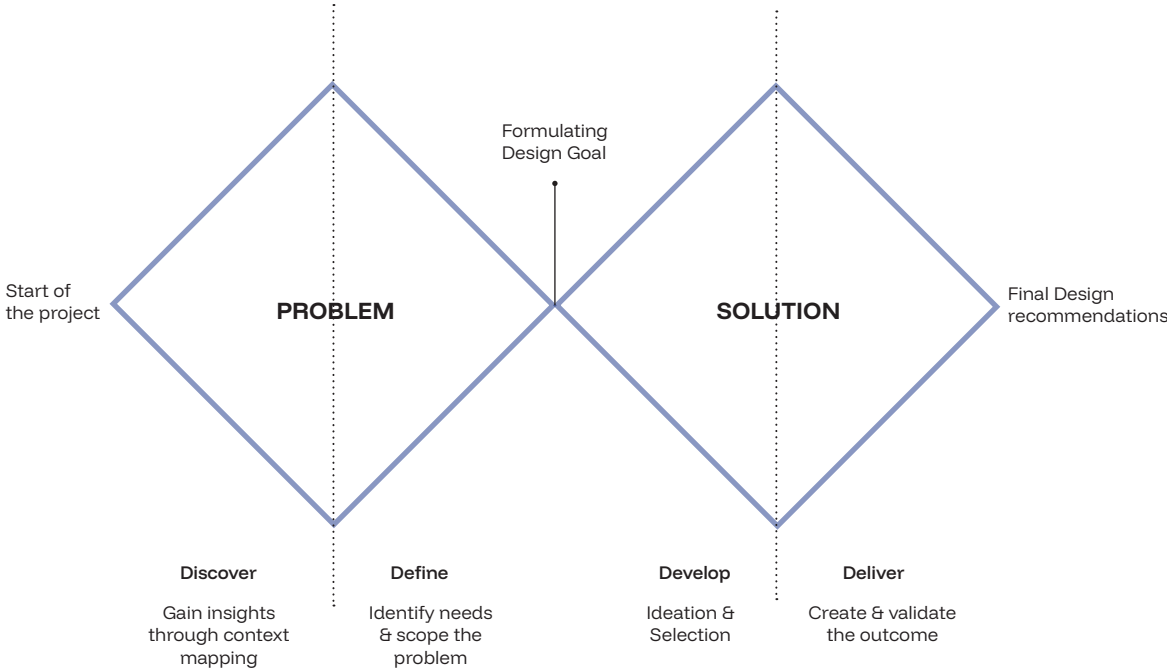 Formulating
Design Goal
Start of
the project
PROBLEM
SOLUTION
Final Design
recommendations
Discover
Gain insights
through context
mapping
Define
Identify needs
& scope the
problem
Develop
Ideation &
Selection
Deliver
Create & validate
the outcome